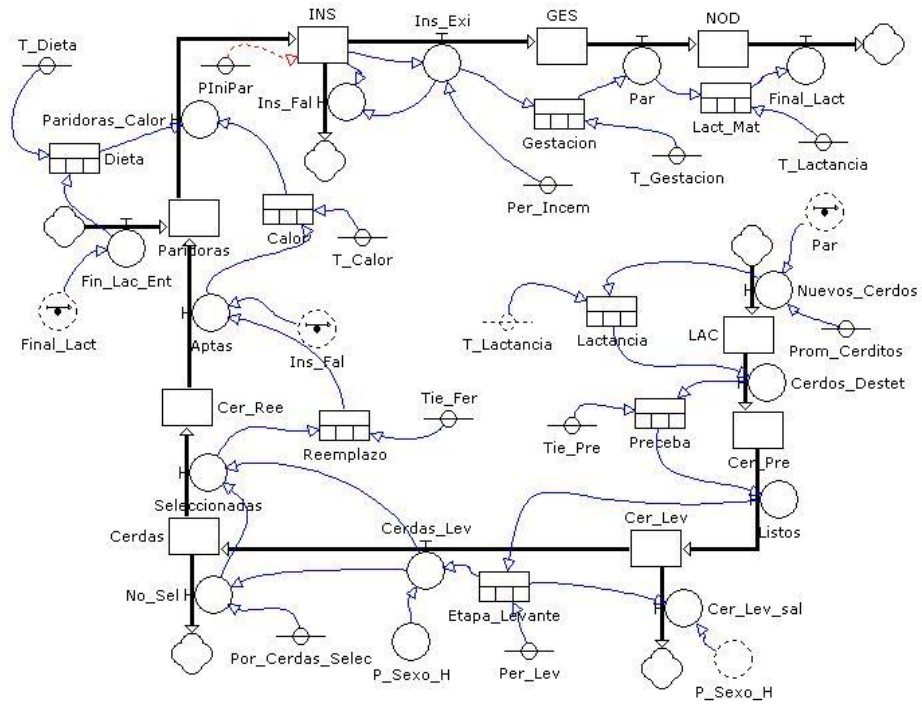 INS
Ins_Exi
GES
NOD
T_Dieta
PIniPar
Ins_Fal
Par
Final_Lact
Paridoras_Calor
Lact_Mat
Dieta
Gestacion
T_Lactancia
T_Gestacion
Per_Incem
Calor
Paridoras
T_Calor
Par
Fin_Lac_Ent
Nuevos_Cerdos
Final_Lact
Aptas
Ins_Fal
T_Lactancia
Lactancia
LAC
Prom_Cerditos
Cerdos_Destet
Cer_Ree
Tie_Fer
Reemplazo
Tie_Pre
Preceba
Cer_Pre
Seleccionadas
Listos
Cerdas
Cerdas_Lev
Cer_Lev
No_Sel
Etapa_Levante
Cer_Lev_sal
Por_Cerdas_Selec
P_Sexo_H
Per_Lev
P_Sexo_H